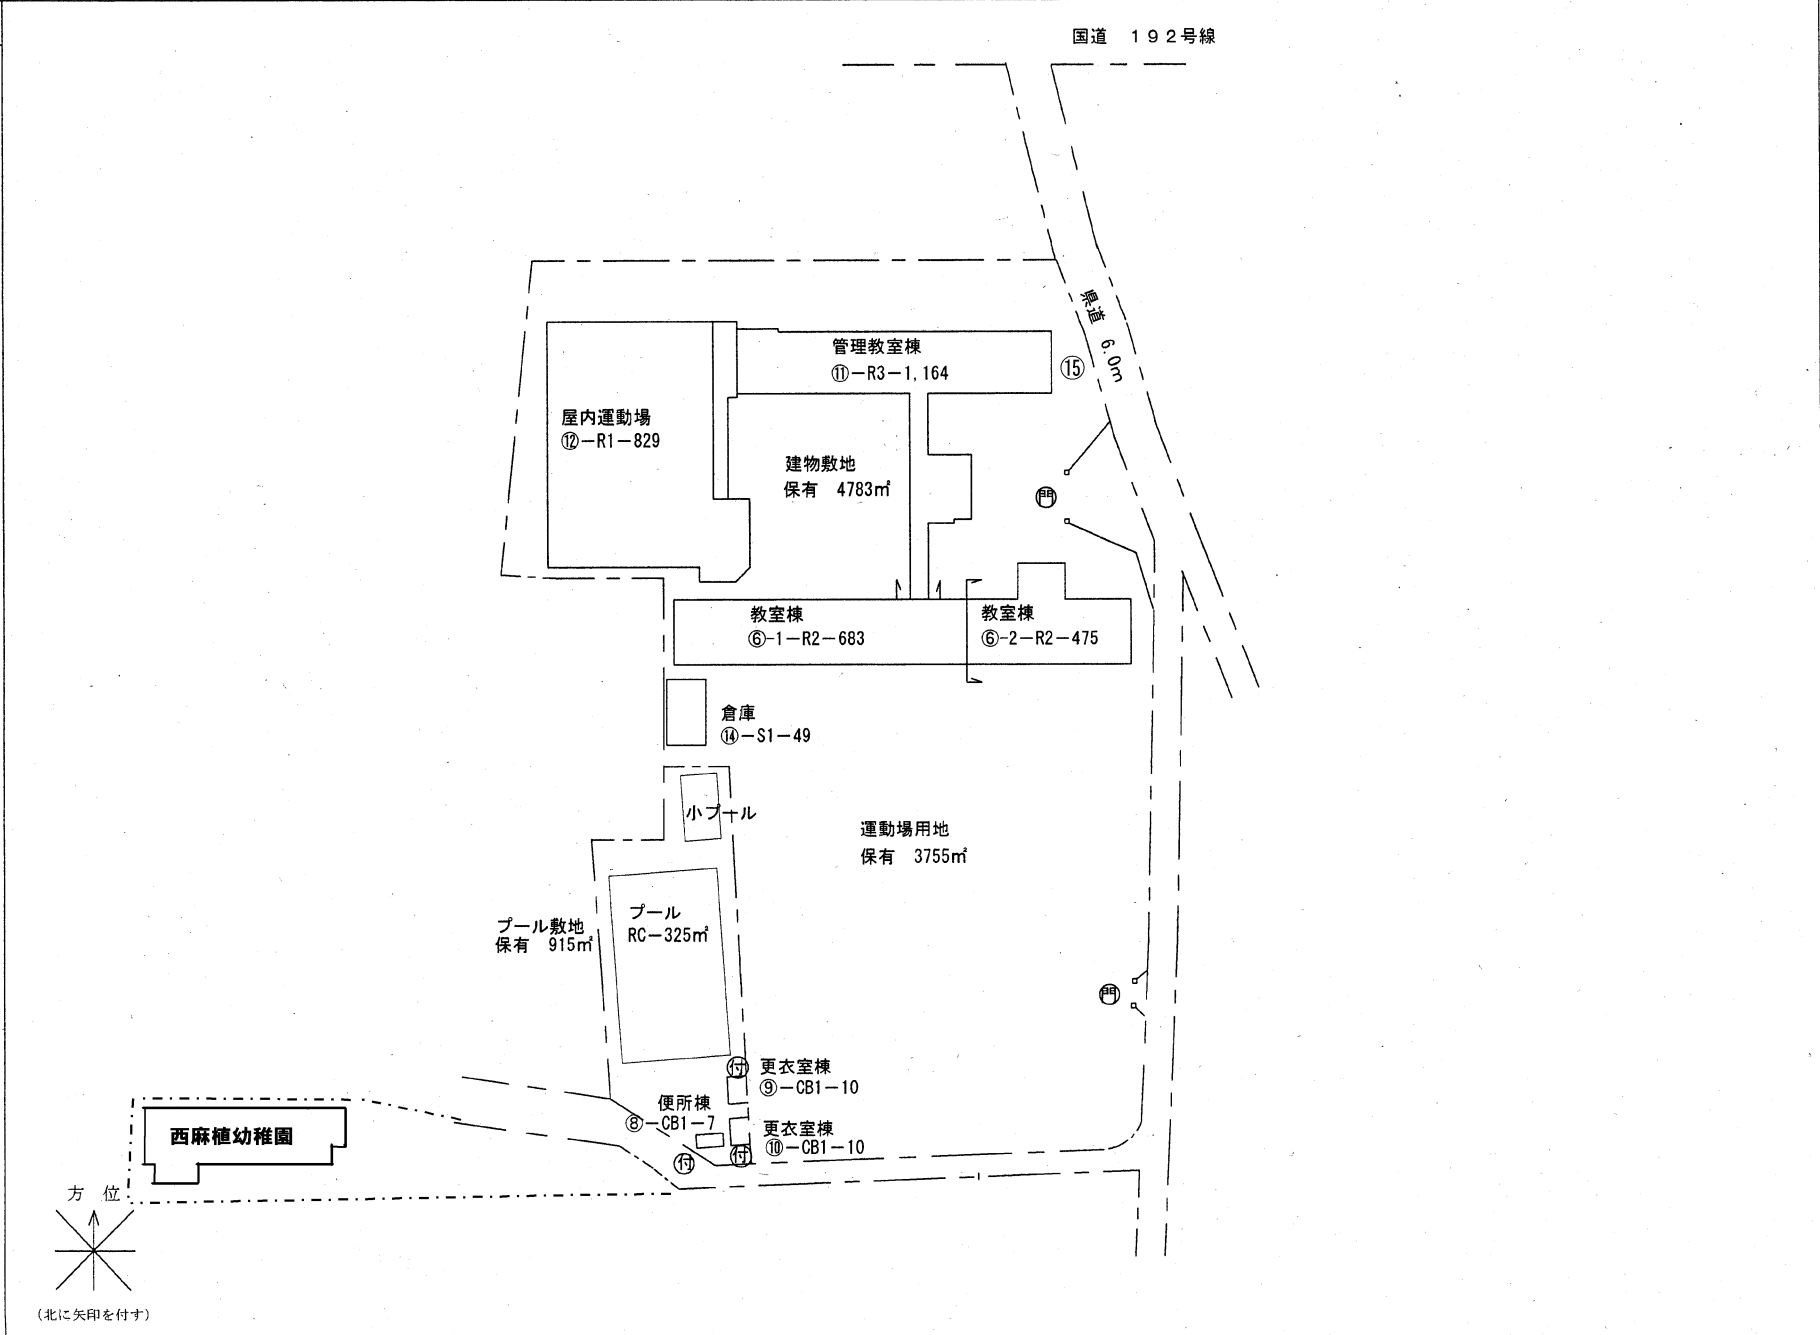 国道　192号線
県道 6.0m
管理教室棟
⑪-R3-1,164
⑮
屋内運動場
⑫-R1-829
建物敷地
保有　4783㎡
門
教室棟
⑥-1-R2-683
教室棟
⑥-2-R2-475
倉庫
⑭-S1-49
小プール
運動場用地
保有　3755㎡
プール
RC-325㎡
プール敷地
保有　915㎡
門
付
更衣室棟
⑨-CB1-10
便所棟
⑧-CB1-7
更衣室棟
⑩-CB1-10
付
付
西麻植幼稚園
方　位
(北に矢印を付す)